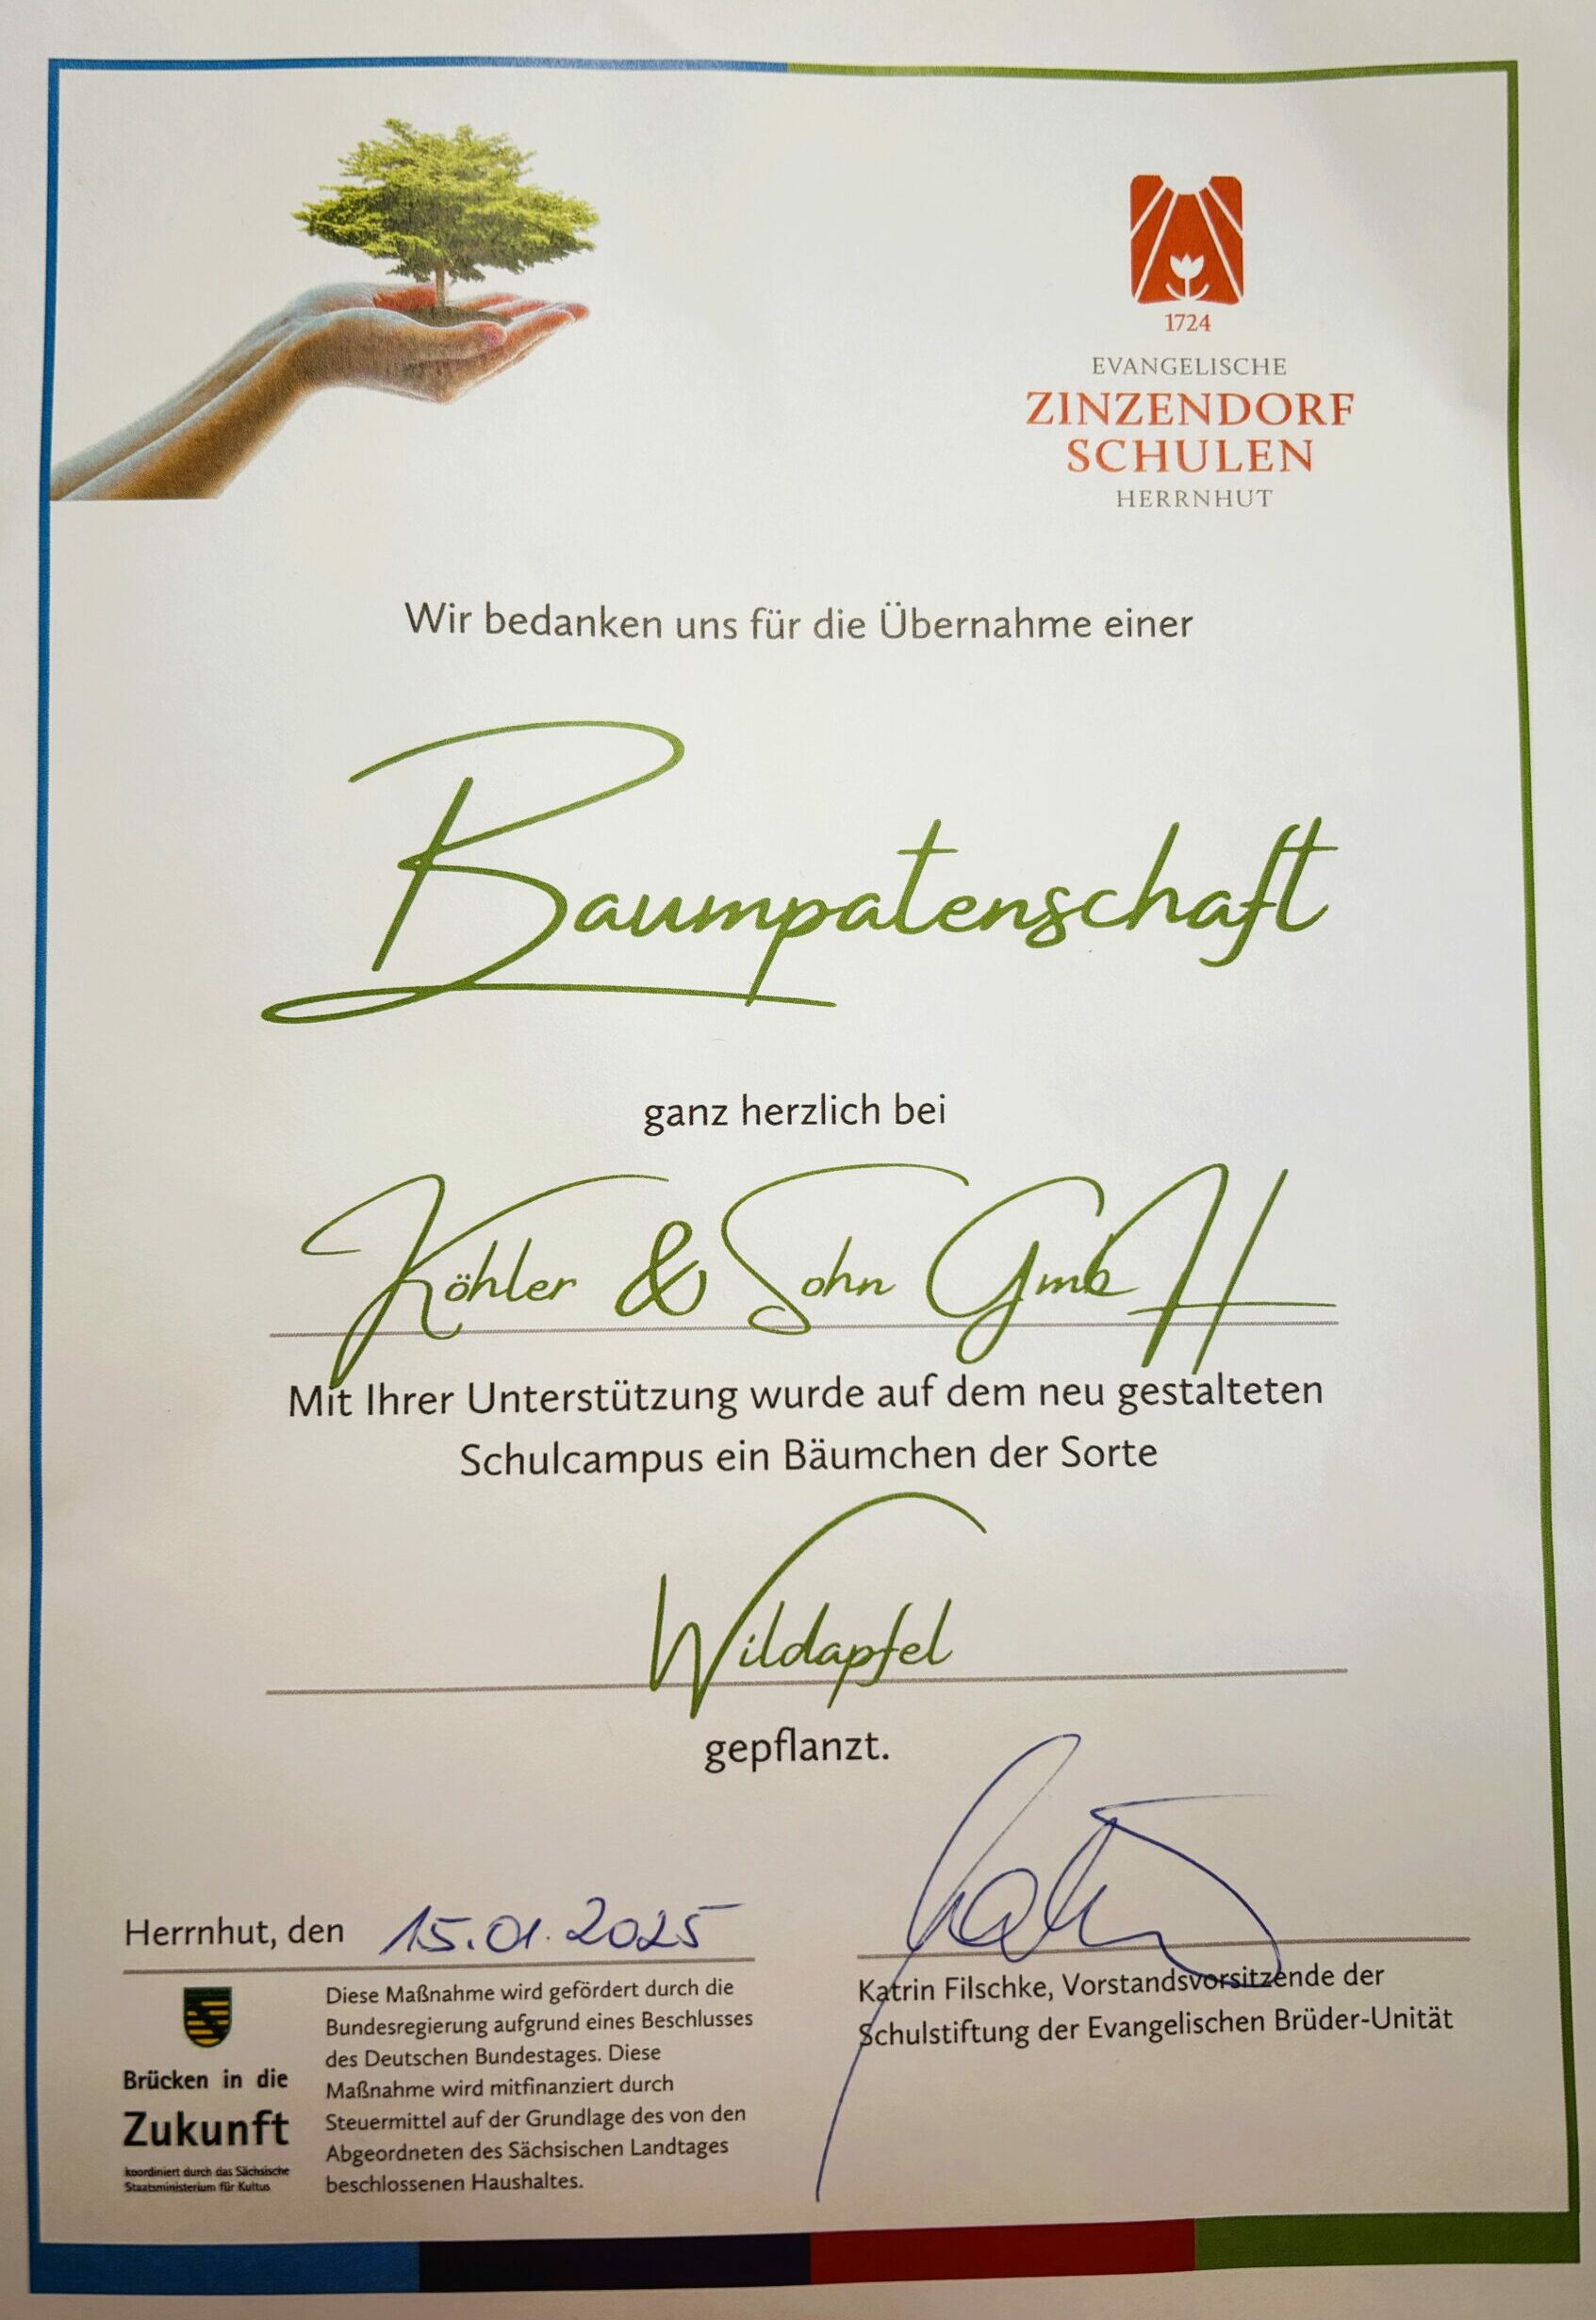 1724
EVANGELISCHE
ZINZENDORF
SCHULEN
HERRNHUT
Wir bedanken uns für die Übernahme einer
Baumpatenschaft
ganz herzlich bei
Köhler & Sohn GmbH
Mit Ihrer Unterstützung wurde auf dem neu gestalteten
Schulcampus ein Bäumchen der Sorte
Wildapfel
gepflanzt.
Herrnhut, den 15.01.2025
Katrin Filschke, Vorstandsvorsitzende der
Schulstiftung der Evangelischen Brüder-Unität
Brücken in die
Zukunft
koordiniert durch das Sächsische
Staatsministerium für Kultus
Diese Maßnahme wird gefördert durch die
Bundesregierung aufgrund eines Beschlusses
des Deutschen Bundestages. Diese
Maßnahme wird mitfinanziert durch
Steuermittel auf der Grundlage des von den
Abgeordneten des Sächsischen Landtages
beschlossenen Haushaltes.